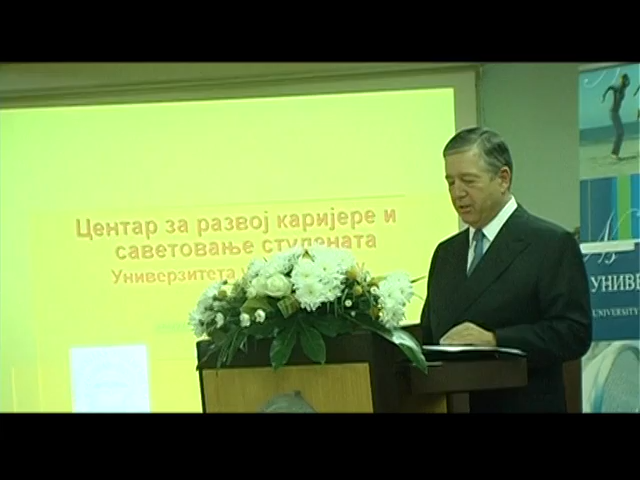 Центар за развој каријере и
саветовање студената
Универзитета
УНИВЕ
UNIVERSITY